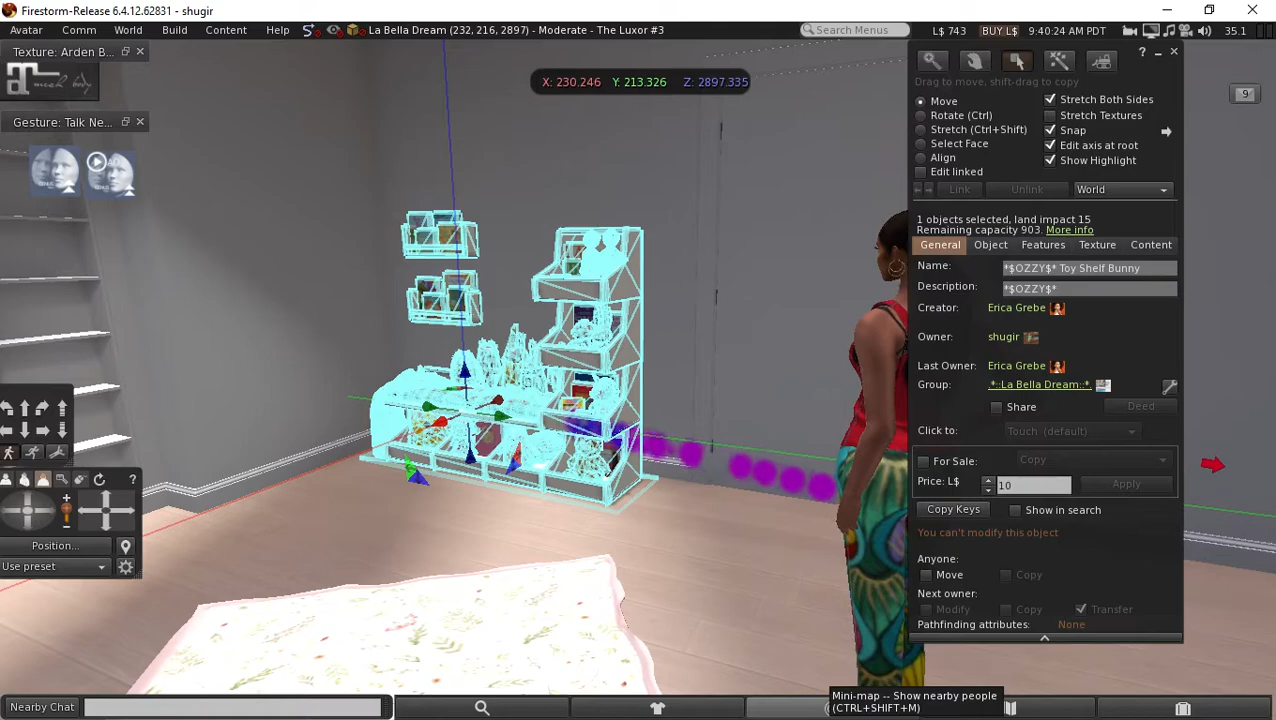 Firestorm-Release 6.4.12.62831 - shugir
Avatar Comm World Build Content Help La Bella Dream (232, 216, 2897) - Moderate - The Luxor #3 Search Menus L$ 743 BUY L$ 9:40:24 AM PDT 35.1
Texture: Arden B...
mesh body
Gesture: Talk Ne...
X: 230.246 Y: 213.326 Z: 2897.335
9
Drag to move, shift-drag to copy
Move
Rotate (Ctrl)
Stretch (Ctrl+Shift)
Select Face
Align
Edit linked
Stretch Both Sides
Stretch Textures
Snap
Edit axis at root
Show Highlight
Link Unlink World
1 objects selected, land impact 15
Remaining capacity 903. More info
General Object Features Texture Content
Name: *$OZZY$* Toy Shelf Bunny
Description: *$OZZY$*
Creator: Erica Grebe
Owner: shugir
Last Owner: Erica Grebe
Group: .*::La Bella Dream::*.
Share Deed
Click to: Touch (default)
For Sale: Copy
Price: L$ 10 Apply
Copy Keys Show in search
You can't modify this object
Anyone:
Move Copy
Next owner:
Modify Copy Transfer
Pathfinding attributes: None
Position...
Use preset
Mini-map -- Show nearby people
(CTRL+SHIFT+M)
Nearby Chat